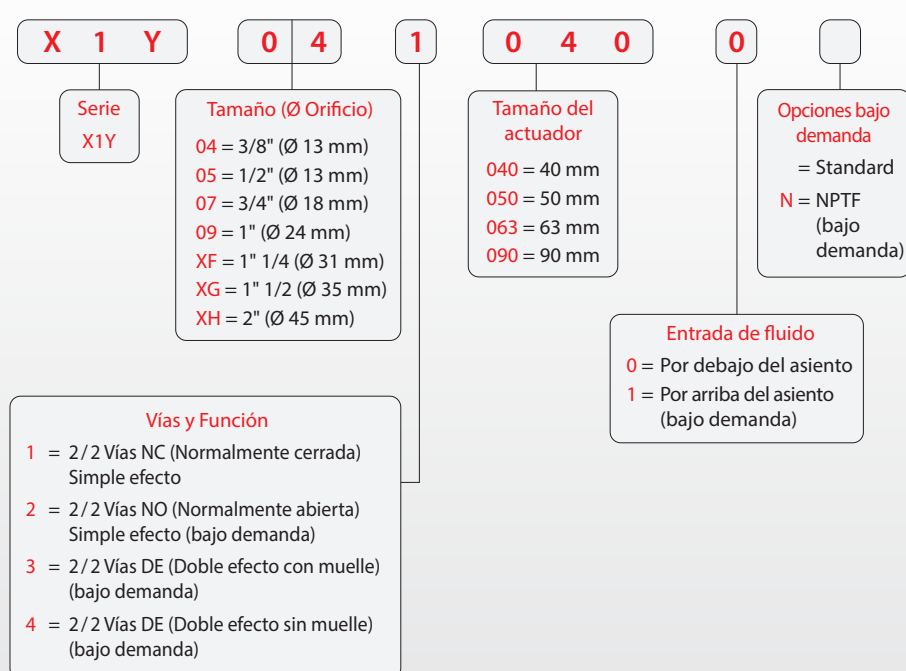 X 1 Y 0 4 1 0 4 0 0
Serie
X1Y
Tamaño (Ø Orificio)
04 = 3/8" (Ø 13 mm)
05 = 1/2" (Ø 13 mm)
07 = 3/4" (Ø 18 mm)
09 = 1" (Ø 24 mm)
XF = 1" 1/4 (Ø 31 mm)
XG = 1" 1/2 (Ø 35 mm)
XH = 2" (Ø 45 mm)
Tamaño del
actuador
040 = 40 mm
050 = 50 mm
063 = 63 mm
090 = 90 mm
Opciones bajo
demanda
= Standard
N = NPTF
(bajo
demanda)
Entrada de fluido
0 = Por debajo del asiento
1 = Por arriba del asiento
(bajo demanda)
Vías y Función
1 = 2/2 Vías NC (Normalmente cerrada)
Simple efecto
2 = 2/2 Vías NO (Normalmente abierta)
Simple efecto (bajo demanda)
3 = 2/2 Vías DE (Doble efecto con muelle)
(bajo demanda)
4 = 2/2 Vías DE (Doble efecto sin muelle)
(bajo demanda)